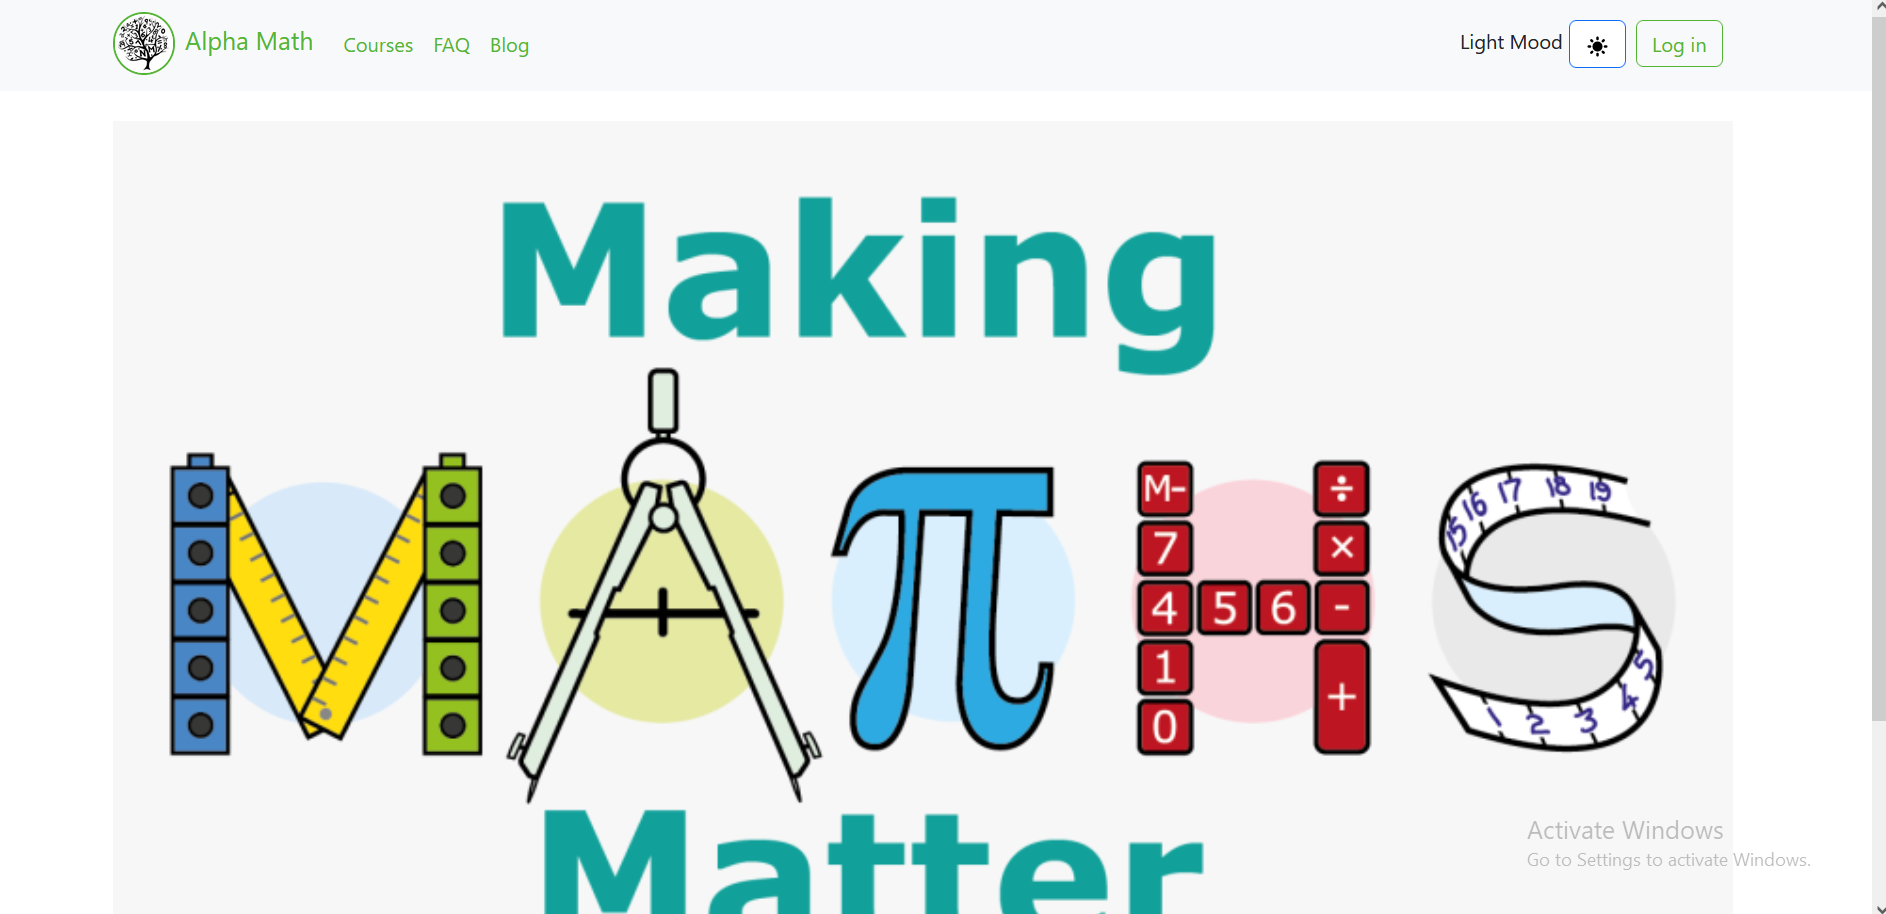 Alpha Math Courses FAQ Blog Light Mood Log in
Making
M- ÷
7 ×
4 5 6 -
1 +
0
15 16 17 18 19
1 2 3 4 5
Matter
Activate Windows
Go to Settings to activate Windows.